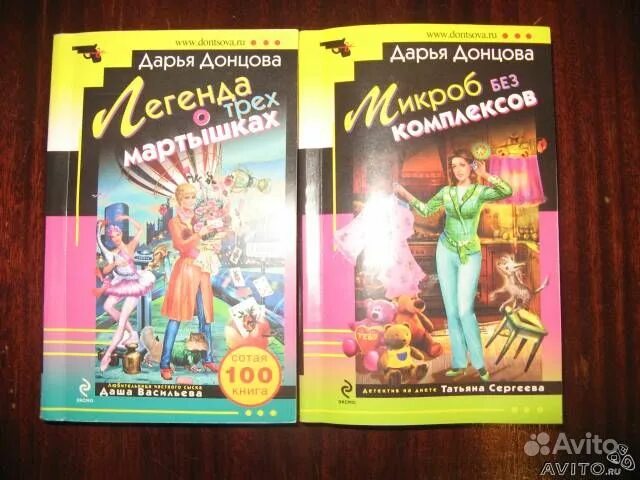 www.dontsova.ru
Дарья Донцова
Легенда
о трех
мартышках
сотая
100
книга
эксмо
Любительница частного сыска
Даша Васильева
www.dontsova.ru
Дарья Донцова
Микроб без
комплексов
эксмо
Детектив на диете Татьяна Сергеева
Avito
AVITO.RU